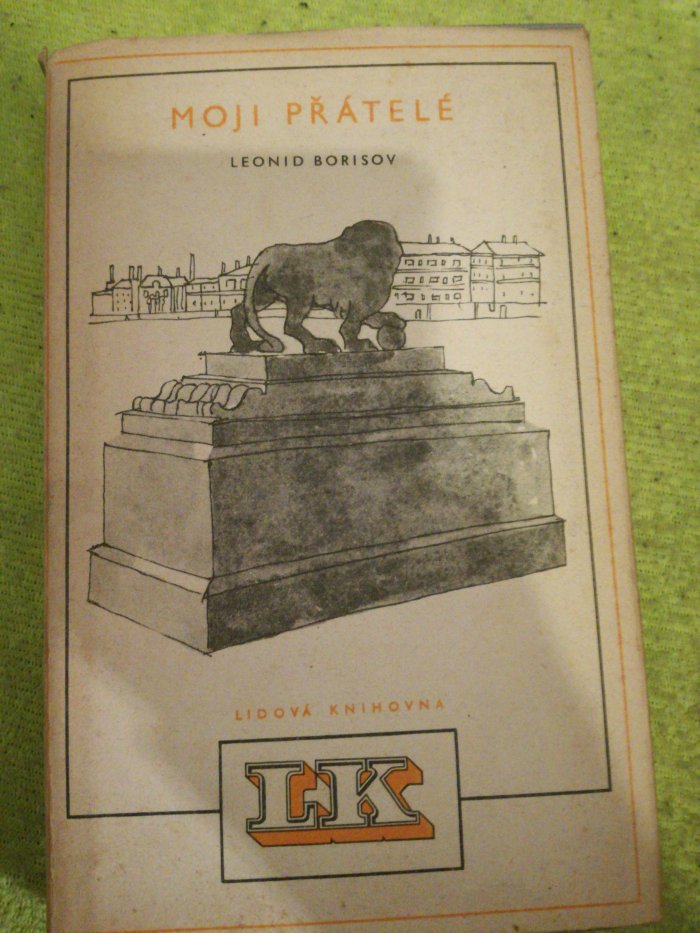 MOJI PŘÁTELÉ
LEONID BORISOV
LIDOVÁ KNIHOVNA
LK